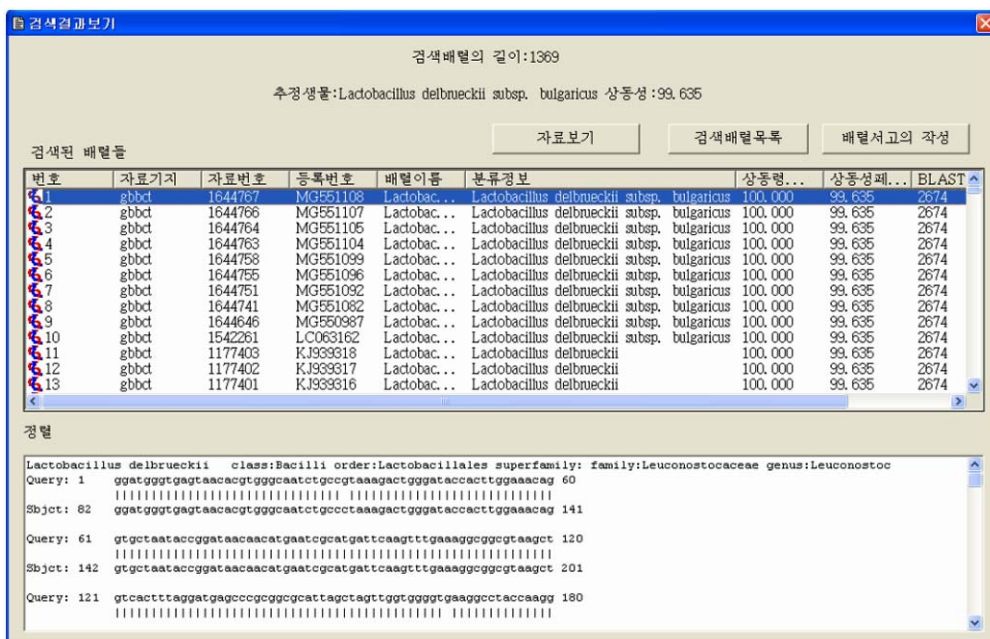 검색결과보기
검색배렬의 길이:1369
추정생물:Lactobacillus delbrueckii subsp. bulgaricus 상동성:99.635
자료보기 검색배렬목록 배렬서고의 작성
검색된 배렬들
번호 자료기지 자료번호 등록번호 배렬이름 분류정보 상동령... 상동성페... BLAST
1 gbbct 1644767 MG551108 Lactobac... Lactobacillus delbrueckii subsp. bulgaricus 100.000 99.635 2674
2 gbbct 1644766 MG551107 Lactobac... Lactobacillus delbrueckii subsp. bulgaricus 100.000 99.635 2674
3 gbbct 1644764 MG551105 Lactobac... Lactobacillus delbrueckii subsp. bulgaricus 100.000 99.635 2674
4 gbbct 1644763 MG551104 Lactobac... Lactobacillus delbrueckii subsp. bulgaricus 100.000 99.635 2674
5 gbbct 1644758 MG551099 Lactobac... Lactobacillus delbrueckii subsp. bulgaricus 100.000 99.635 2674
6 gbbct 1644755 MG551096 Lactobac... Lactobacillus delbrueckii subsp. bulgaricus 100.000 99.635 2674
7 gbbct 1644751 MG551092 Lactobac... Lactobacillus delbrueckii subsp. bulgaricus 100.000 99.635 2674
8 gbbct 1644741 MG551082 Lactobac... Lactobacillus delbrueckii subsp. bulgaricus 100.000 99.635 2674
9 gbbct 1644646 MG550987 Lactobac... Lactobacillus delbrueckii subsp. bulgaricus 100.000 99.635 2674
10 gbbct 1542261 LC063162 Lactobac... Lactobacillus delbrueckii subsp. bulgaricus 100.000 99.635 2674
11 gbbct 1177403 KJ939318 Lactobac... Lactobacillus delbrueckii 100.000 99.635 2674
12 gbbct 1177402 KJ939317 Lactobac... Lactobacillus delbrueckii 100.000 99.635 2674
13 gbbct 1177401 KJ939316 Lactobac... Lactobacillus delbrueckii 100.000 99.635 2674
정렬
Lactobacillus delbrueckii class:Bacilli order:Lactobacillales superfamily: family:Leuconostocaceae genus:Leuconostoc
Query: 1 ggatgggtgagtaacacgtgggcaatctgccgtaaagactgggataccacttggaaacag 60
Sbjct: 82 ggatgggtgagtaacacgtgggcaatctgccctaaagactgggataccacttggaaacag 141
Query: 61 gtgctaataccggataacaacatgaatcgcatgattcaagtttgaaaggcggcgtaagct 120
Sbjct: 142 gtgctaataccggataacaacatgaatcgcatgattcaagtttgaaaggcggcgtaagct 201
Query: 121 gtcactttaggatgagcccgcggcgcattagctagttggtggggtgaaggcctaccaagg 180